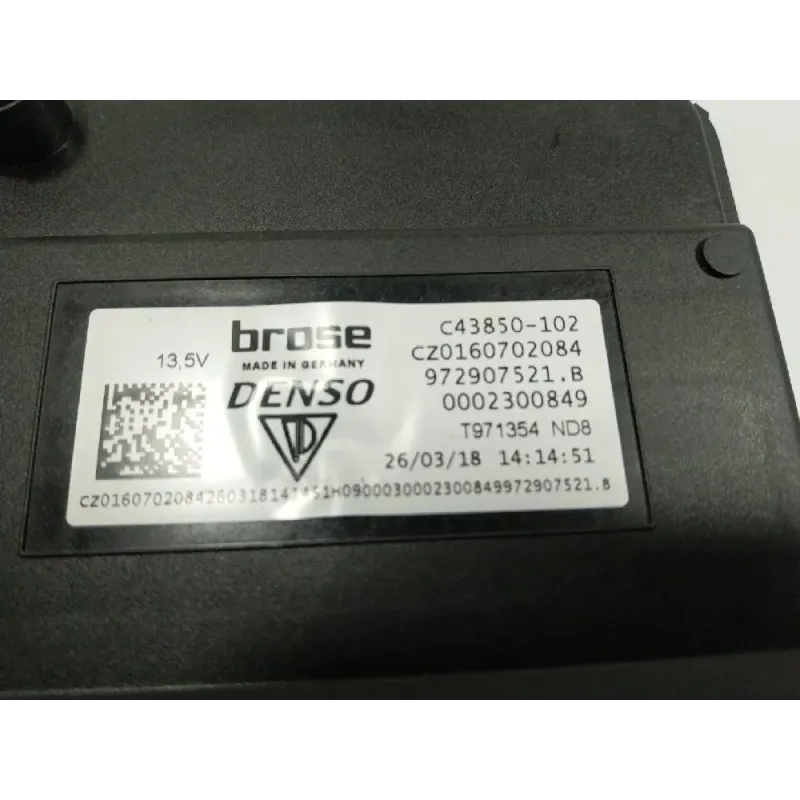 brose
MADE IN GERMANY
13,5V
DENSO
C43850-102
CZ0160702084
972907521.B
0002300849
T971354 ND8
26/03/18 14:14:51
CZ0160702084260318141451H09000300002300849972907521.B